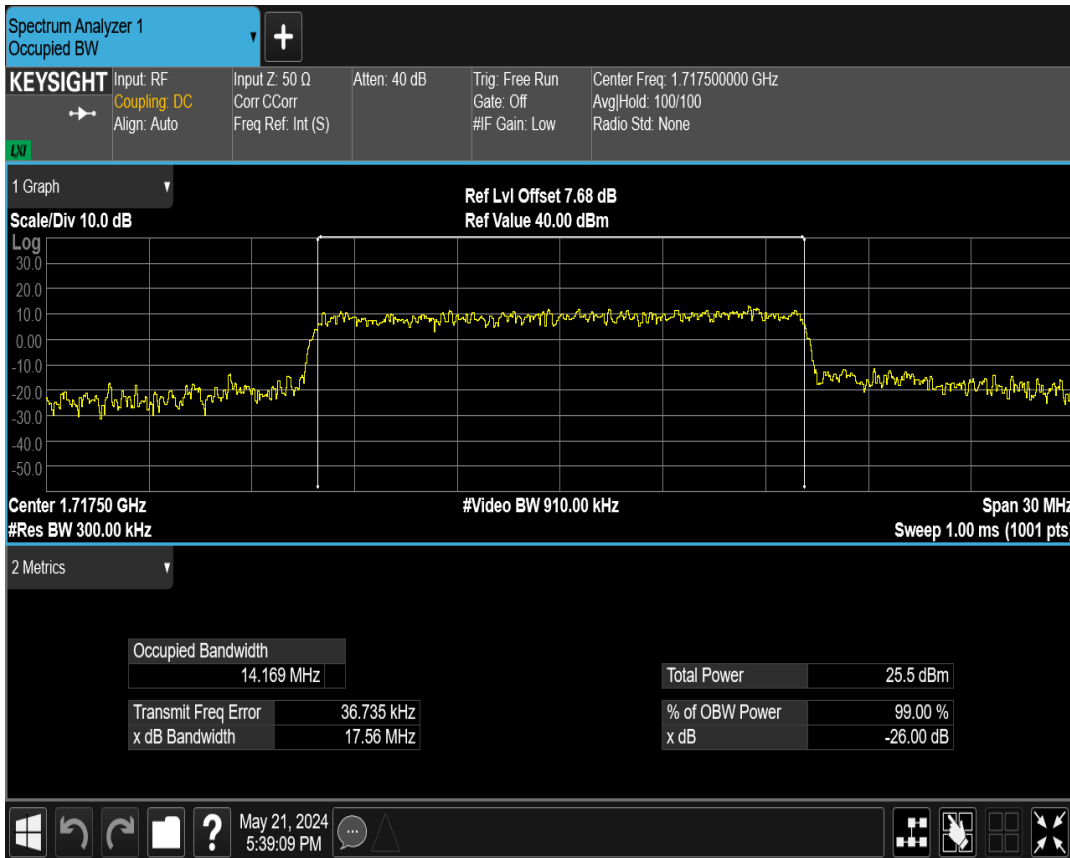 Spectrum Analyzer 1
Occupied BW
+
KEYSIGHT
LXI
Input: RF
Coupling: DC
Align: Auto
Input Z: 50 Ω
Corr CCorr
Freq Ref: Int (S)
Atten: 40 dB
Trig: Free Run
Gate: Off
#IF Gain: Low
Center Freq: 1.717500000 GHz
Avg|Hold: 100/100
Radio Std: None
1 Graph
Scale/Div 10.0 dB
Ref Lvl Offset 7.68 dB
Ref Value 40.00 dBm
Log
30.0
20.0
10.0
0.00
-10.0
-20.0
-30.0
-40.0
-50.0
Center 1.71750 GHz
#Video BW 910.00 kHz
Span 30 MHz
#Res BW 300.00 kHz
Sweep 1.00 ms (1001 pts)
2 Metrics
Occupied Bandwidth
14.169 MHz
Total Power 25.5 dBm
Transmit Freq Error 36.735 kHz
% of OBW Power 99.00 %
x dB Bandwidth 17.56 MHz
x dB -26.00 dB
?
May 21, 2024
5:39:09 PM